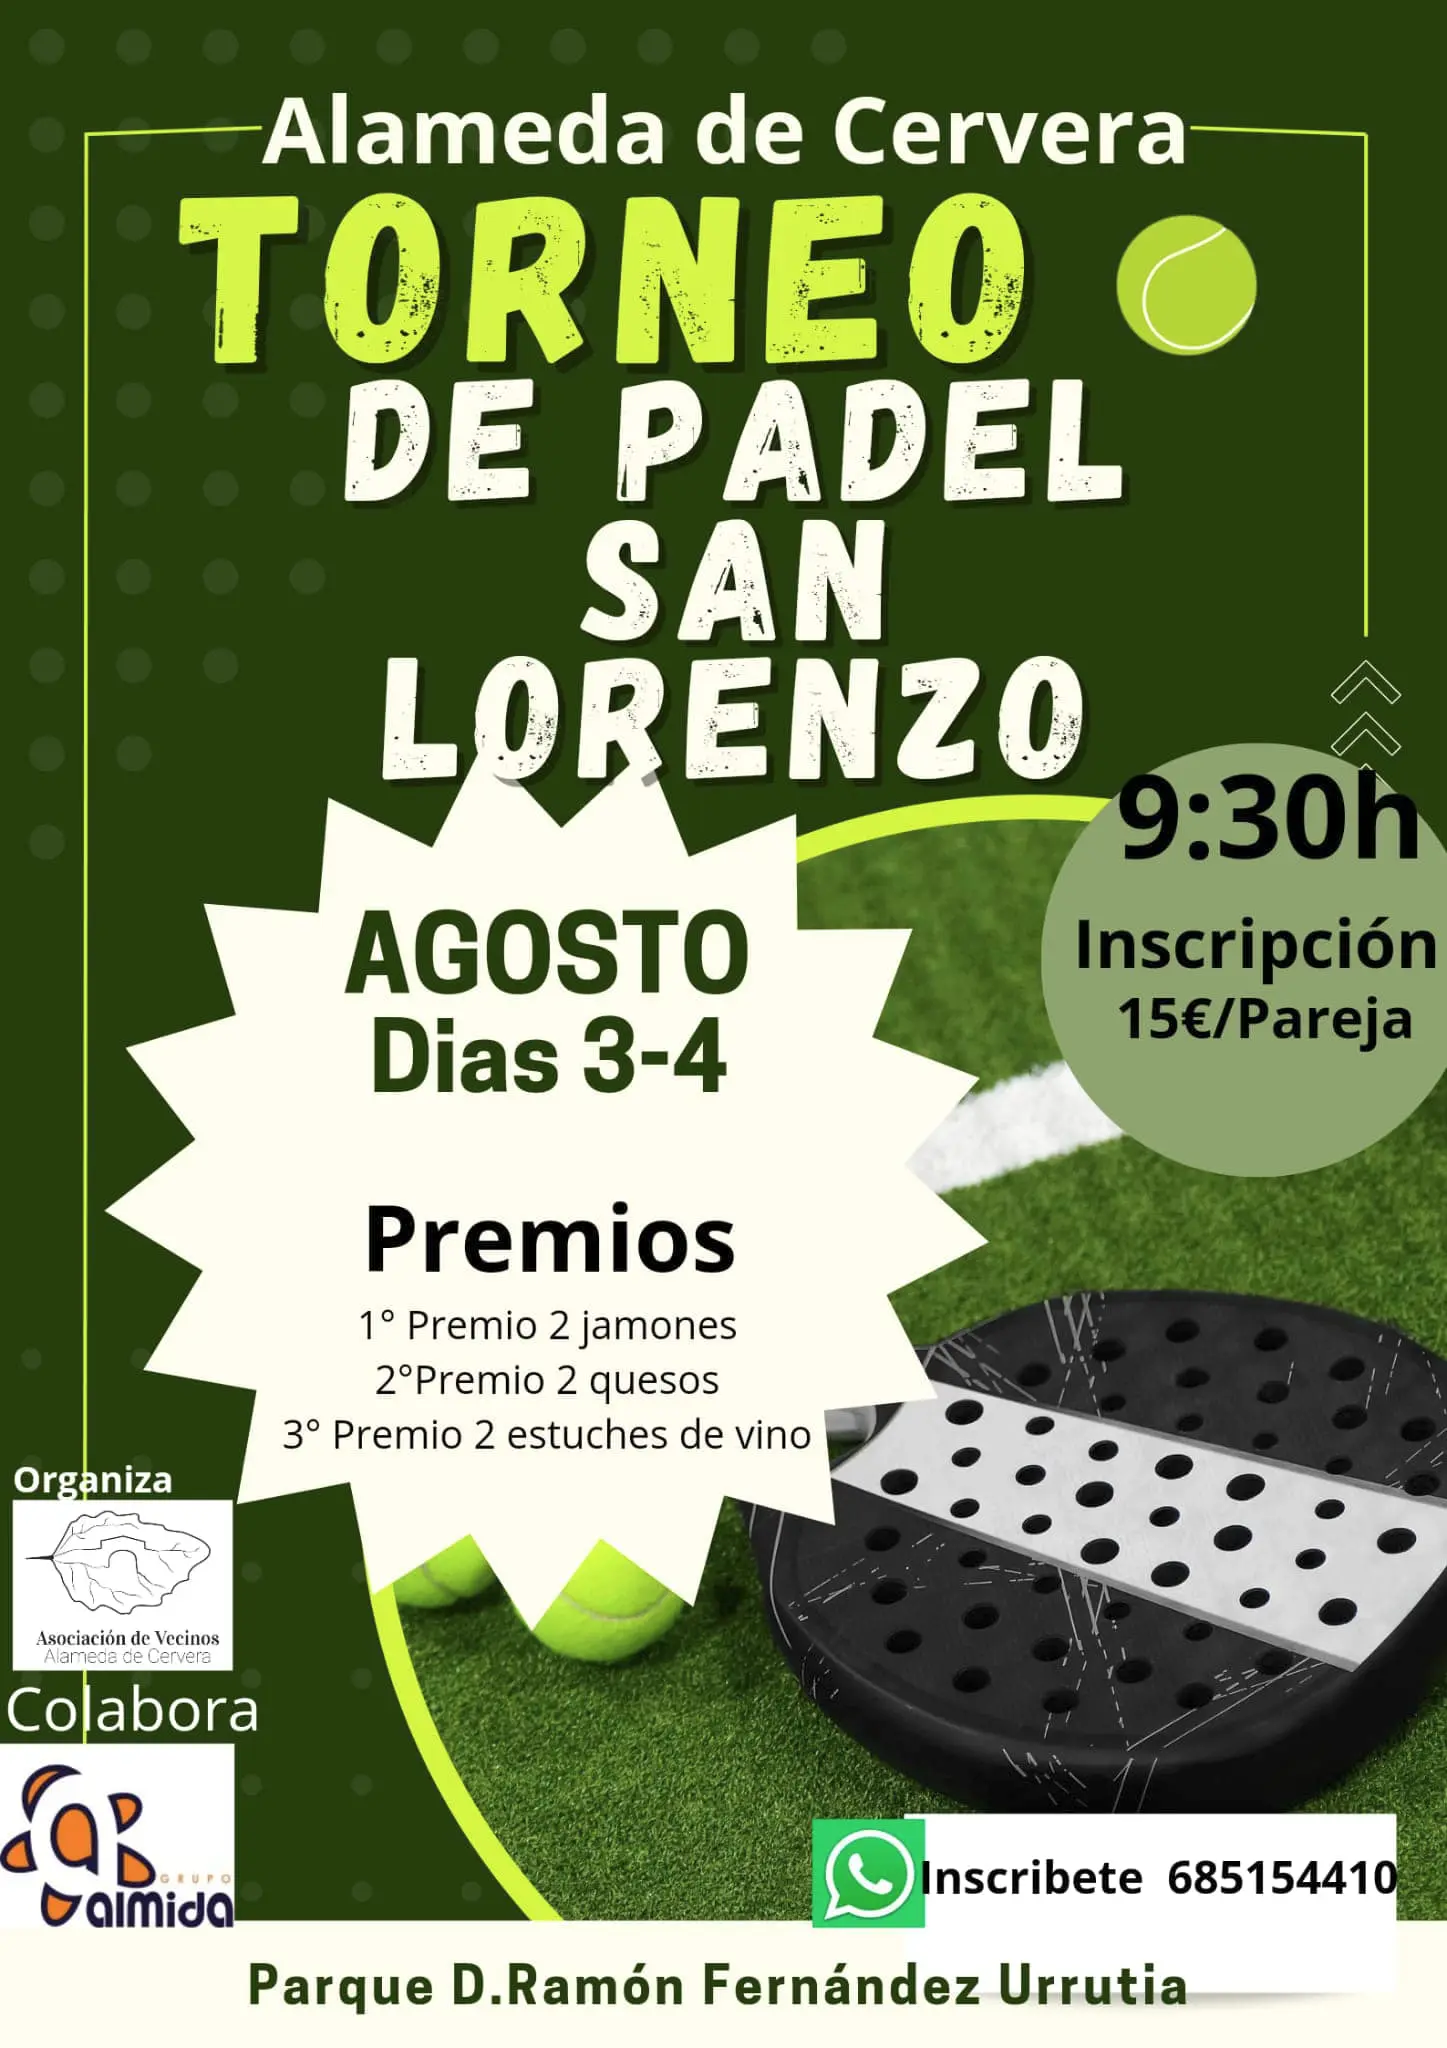 Alameda de Cervera
TORNEO
DE PADEL
SAN
LORENZO
9:30h
Inscripción
15€/Pareja
AGOSTO
Dias 3-4
Premios
1° Premio 2 jamones
2°Premio 2 quesos
3° Premio 2 estuches de vino
Organiza
Asociación de Vecinos
Alameda de Cervera
Colabora
GRUPO
almida
Inscribete 685154410
Parque D.Ramón Fernández Urrutia